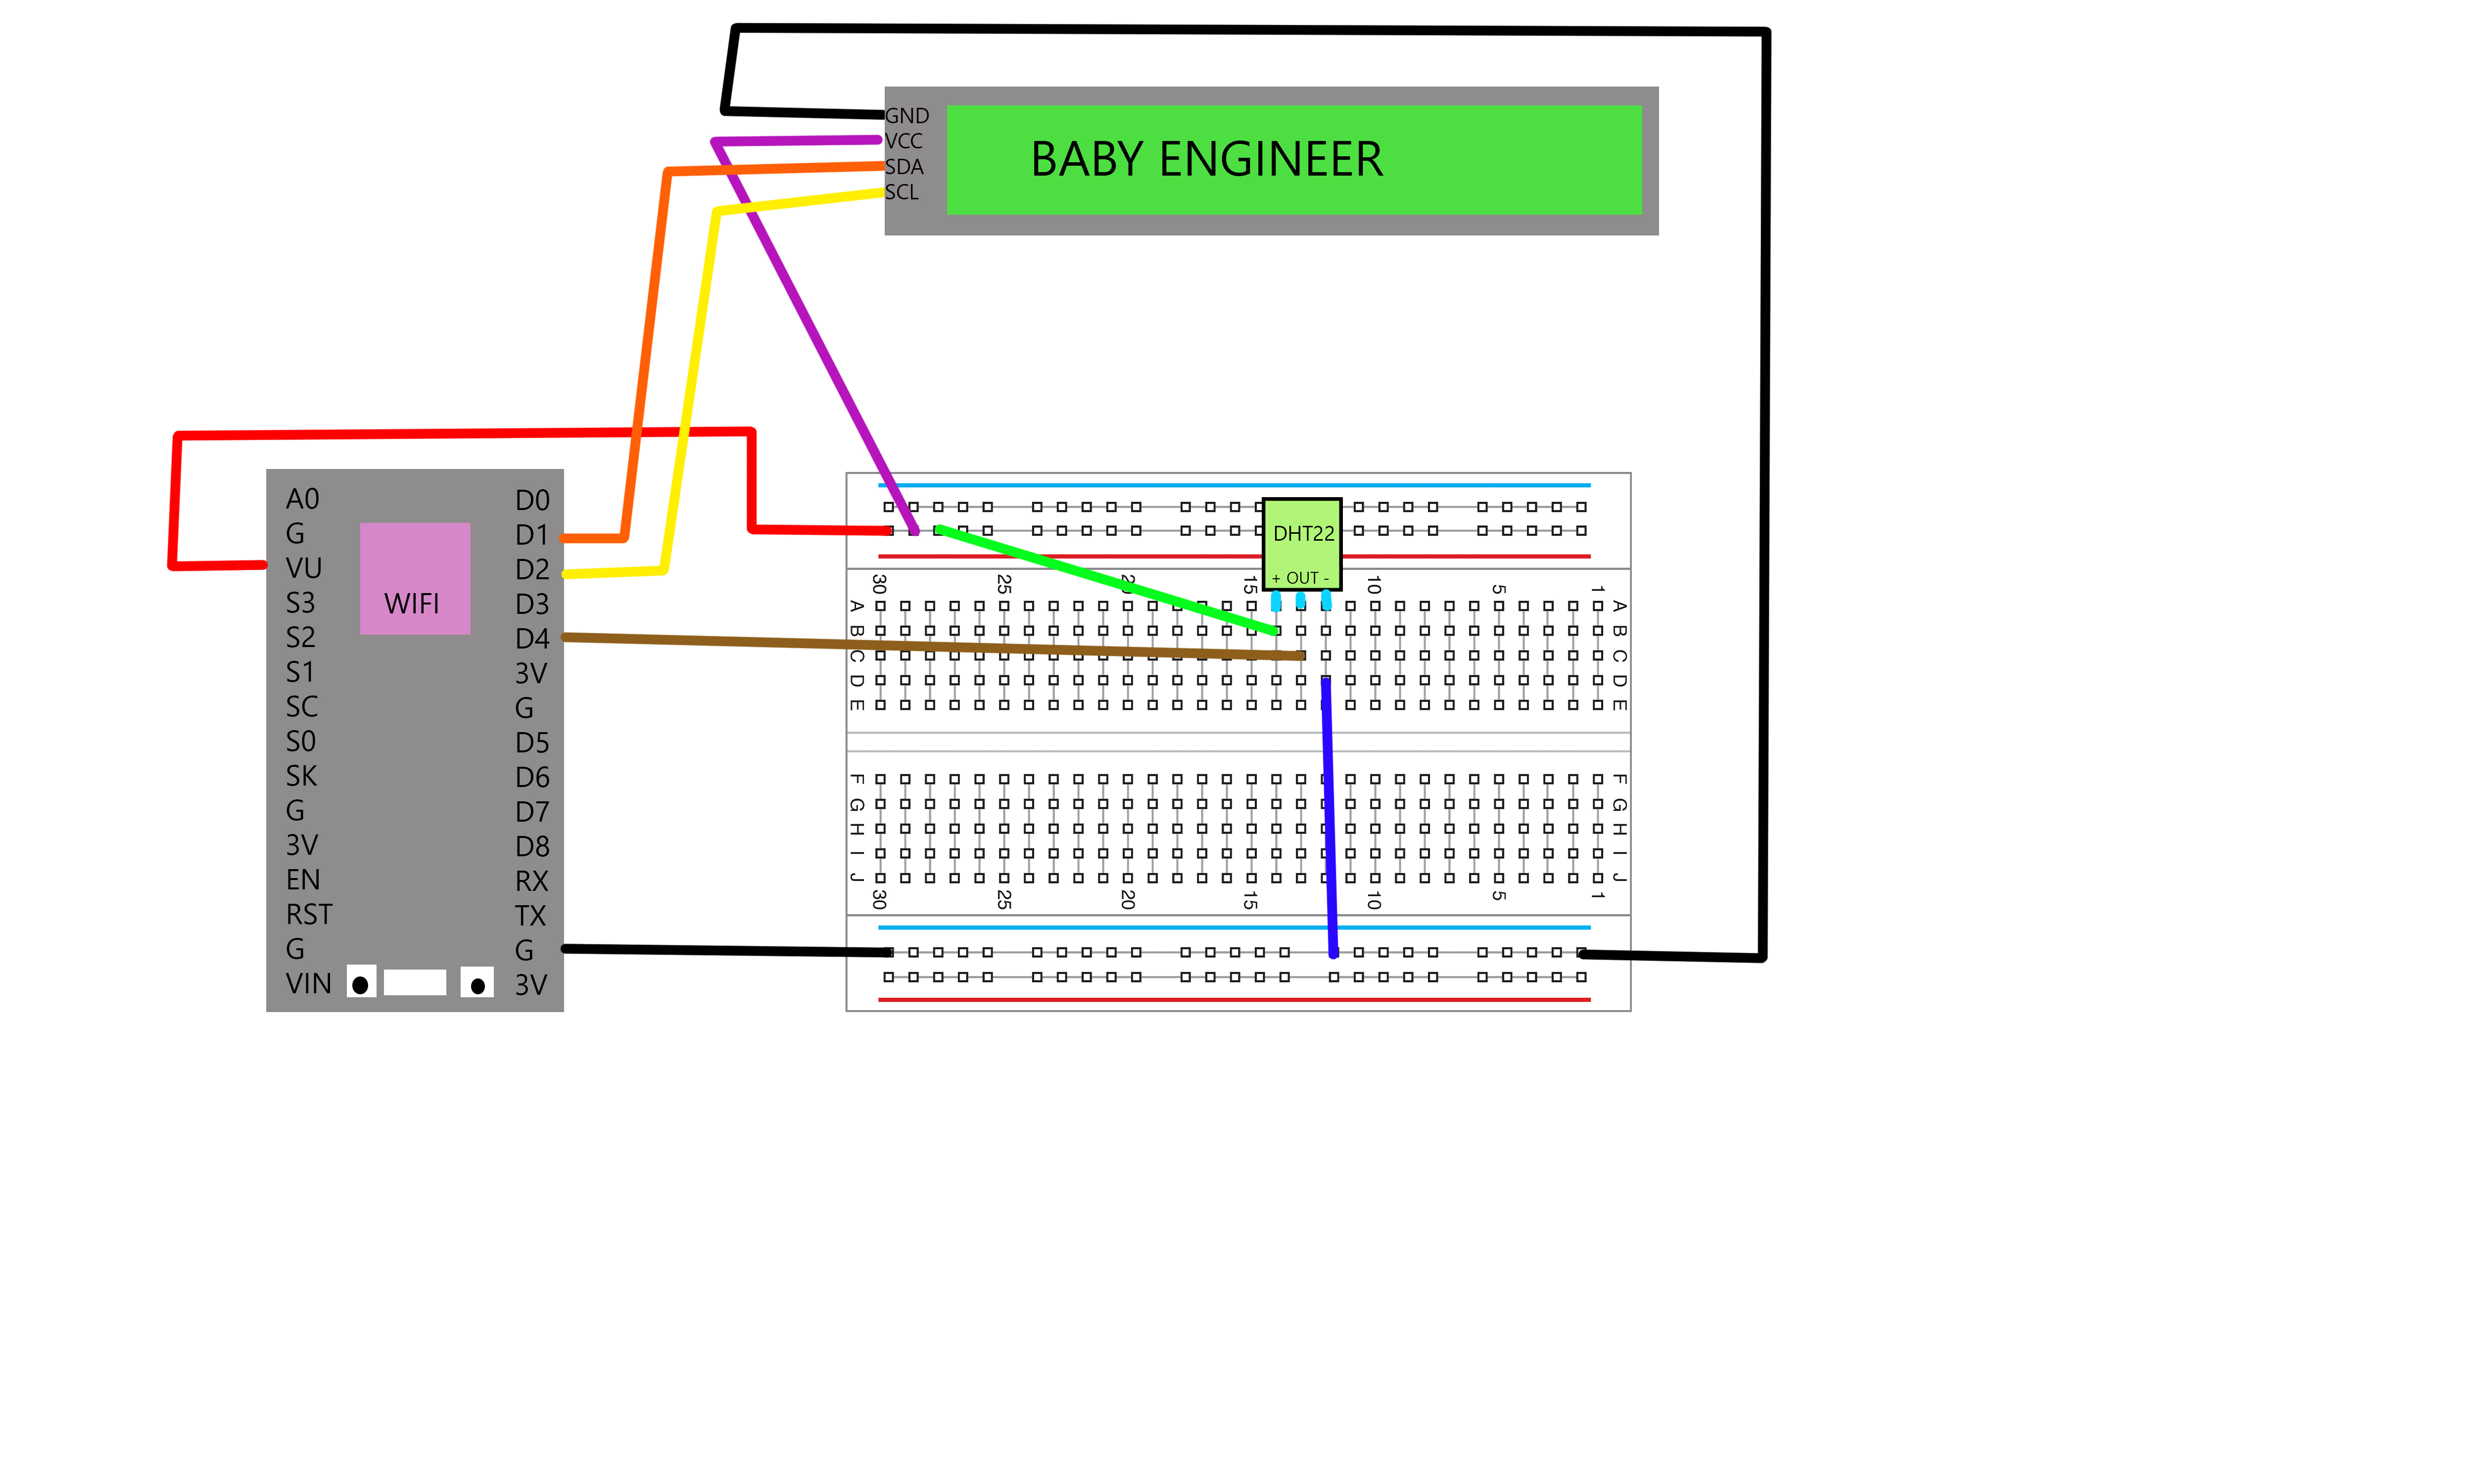 GND
VCC
SDA
SCL
BABY ENGINEER
A0
G
VU
S3
S2
S1
SC
S0
SK
G
3V
EN
RST
G
VIN
WIFI
D0
D1
D2
D3
D4
3V
G
D5
D6
D7
D8
RX
TX
G
3V
DHT22
+ OUT -
30 25 15 10 5 1
A A
B B
C C
D D
E E
F F
G G
H H
I I
J J
30 25 20 15 10 5 1